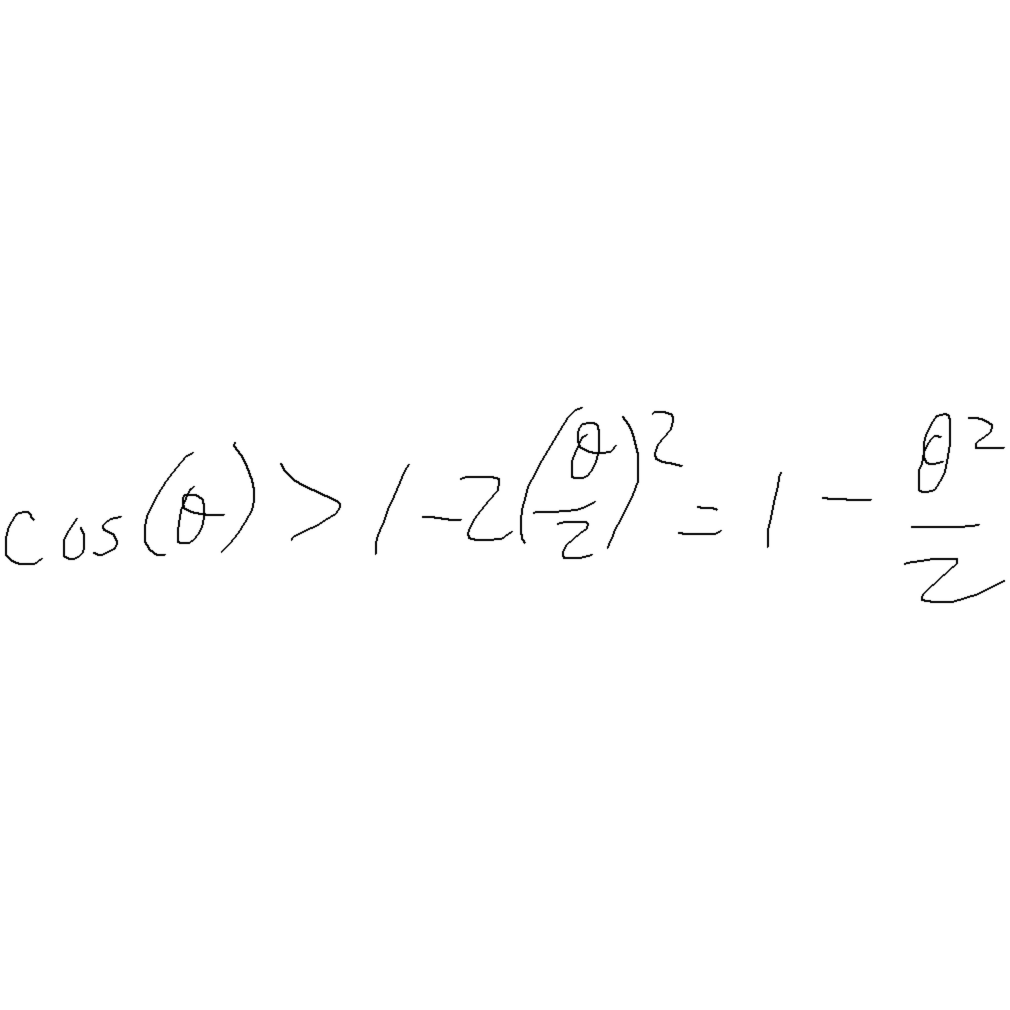 cos(θ) > 1 - 2(θ/2)² = 1 - θ²/2